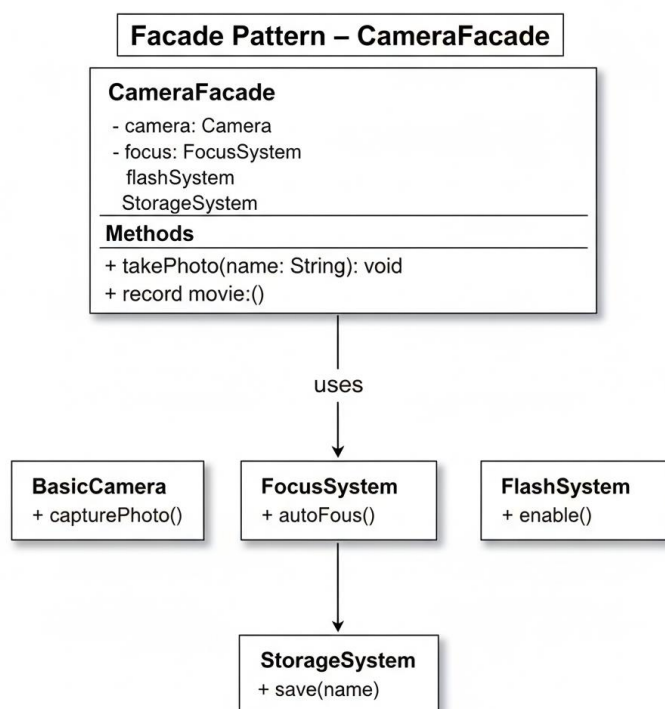 Facade Pattern – CameraFacade
CameraFacade
- camera: Camera
- focus: FocusSystem
flashSystem
StorageSystem
Methods
+ takePhoto(name: String): void
+ record movie:()
uses
BasicCamera
+ capturePhoto()
FocusSystem
+ autoFous()
FlashSystem
+ enable()
StorageSystem
+ save(name)